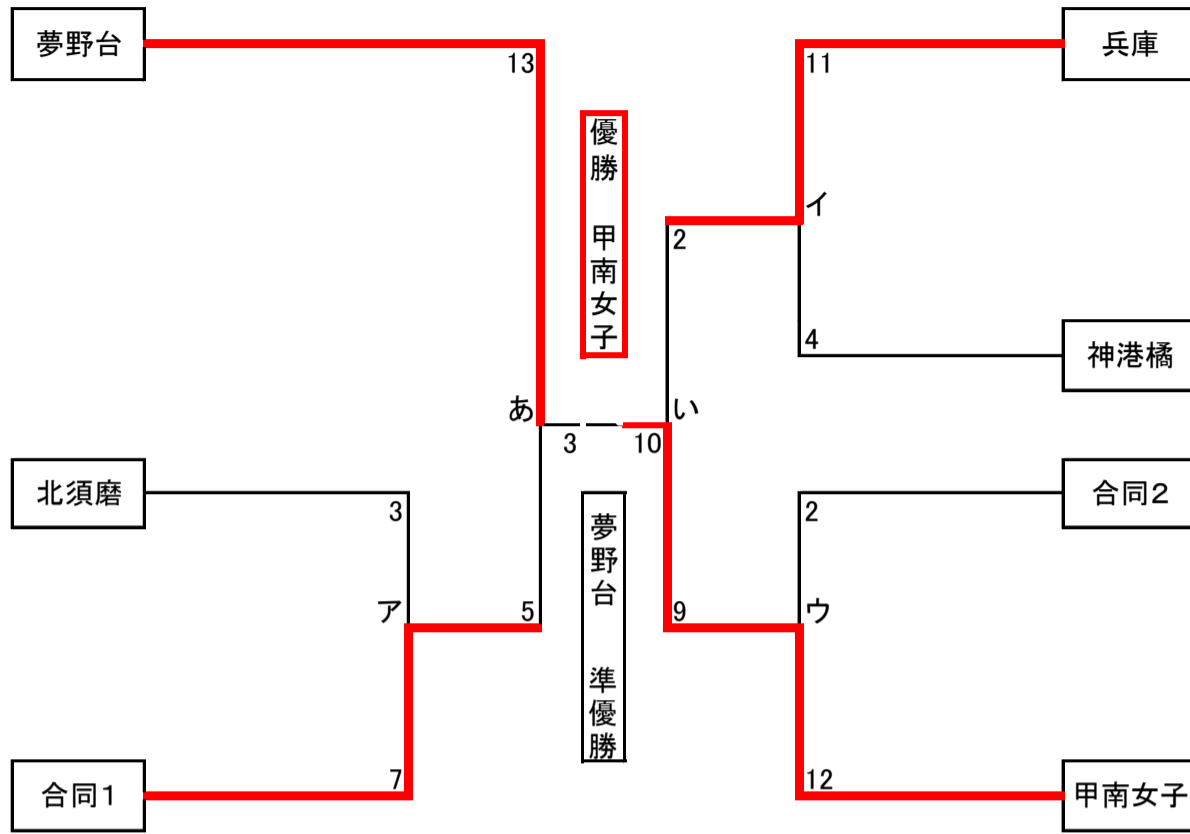 夢野台
兵庫
13
11
優勝 甲南女子
イ
2
4
神港橘
あ
い
3
10
北須磨
合同２
3
2
夢野台 準優勝
ア
5
9
ウ
7
12
合同1
甲南女子